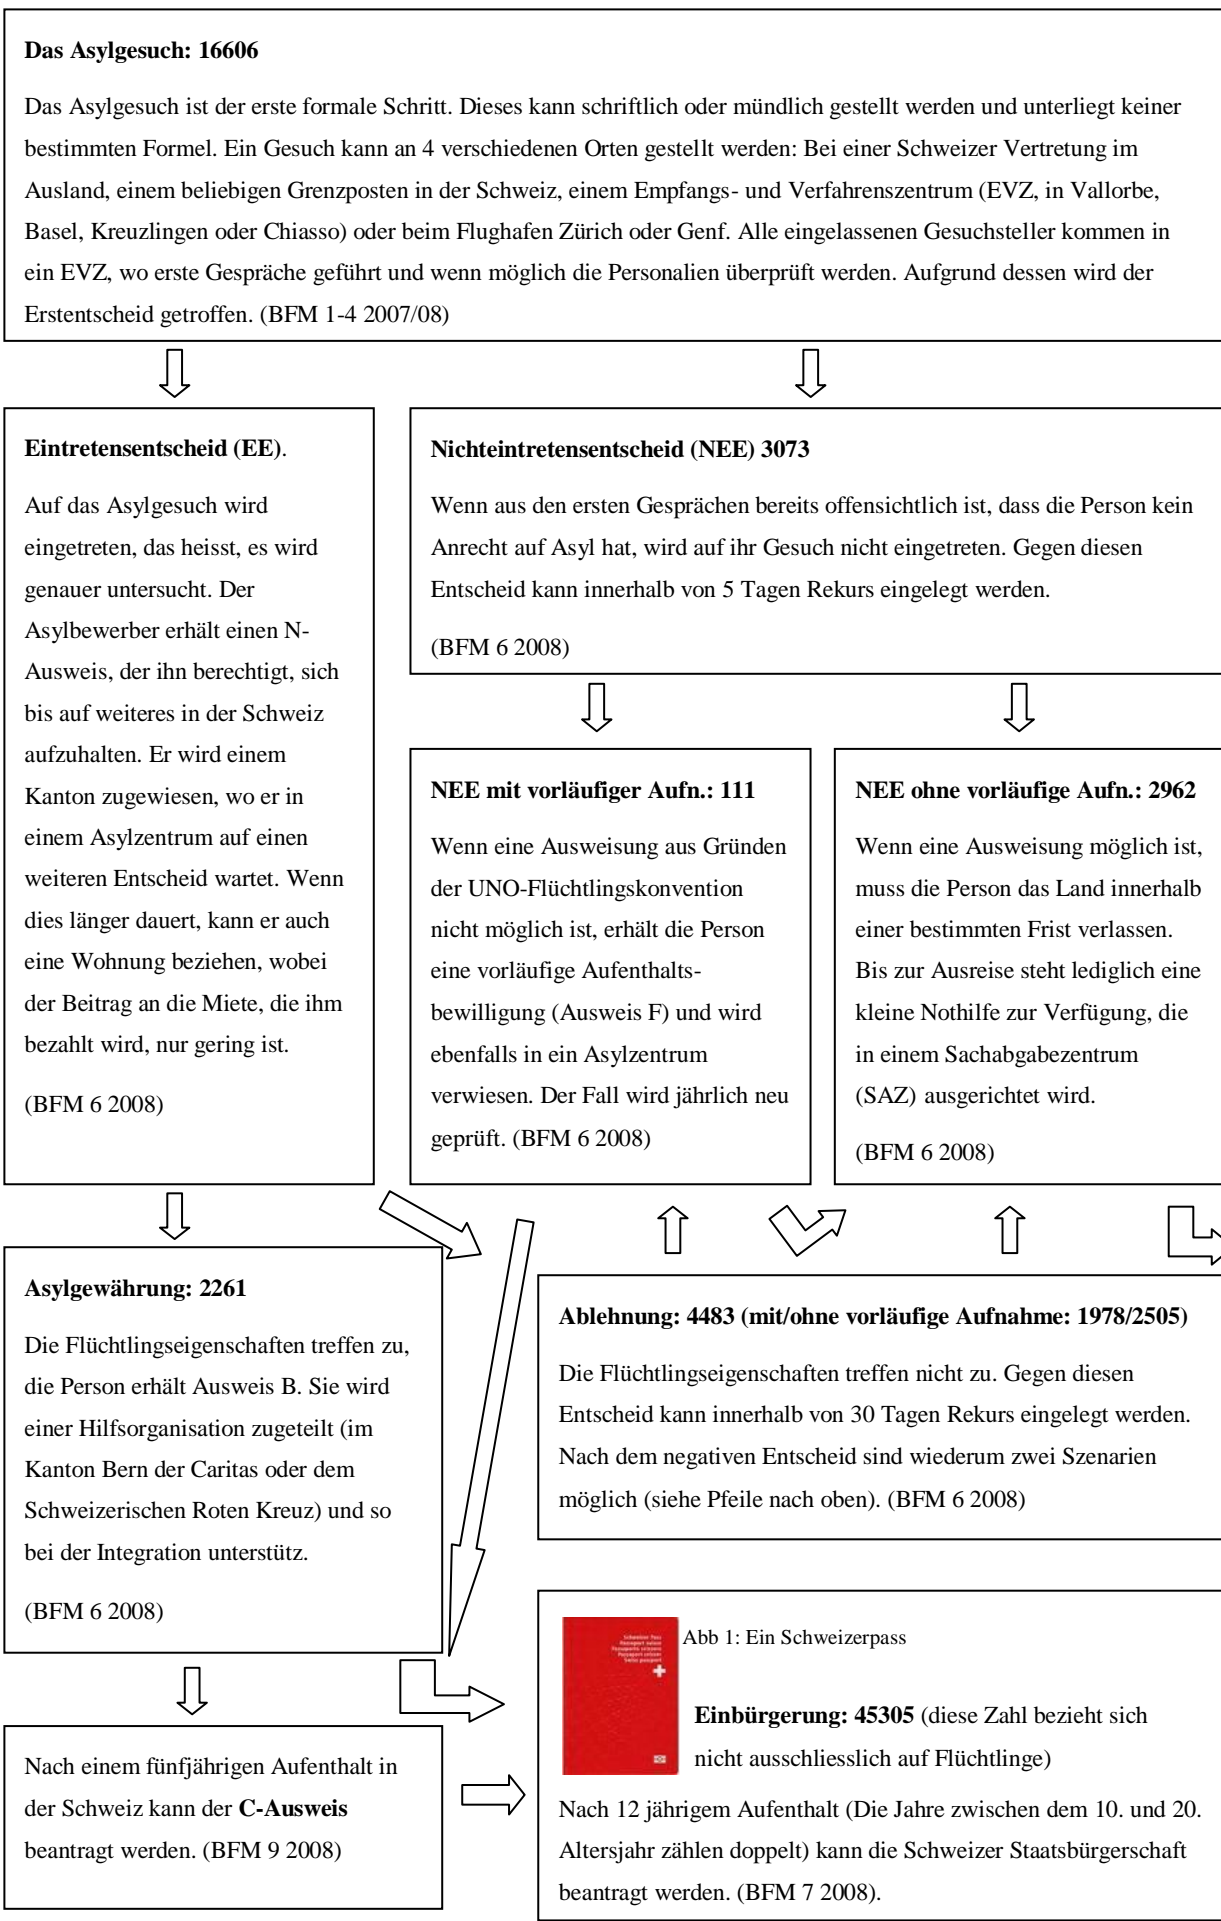 Das Asylgesuch: 16606
Das Asylgesuch ist der erste formale Schritt. Dieses kann schriftlich oder mündlich gestellt werden und unterliegt keiner
bestimmten Formel. Ein Gesuch kann an 4 verschiedenen Orten gestellt werden: Bei einer Schweizer Vertretung im
Ausland, einem beliebigen Grenzposten in der Schweiz, einem Empfangs- und Verfahrenszentrum (EVZ, in Vallorbe,
Basel, Kreuzlingen oder Chiasso) oder beim Flughafen Zürich oder Genf. Alle eingelassenen Gesuchsteller kommen in
ein EVZ, wo erste Gespräche geführt und wenn möglich die Personalien überprüft werden. Aufgrund dessen wird der
Erstentscheid getroffen. (BFM 1-4 2007/08)
Eintretensentscheid (EE).
Auf das Asylgesuch wird
eingetreten, das heisst, es wird
genauer untersucht. Der
Asylbewerber erhält einen N-
Ausweis, der ihn berechtigt, sich
bis auf weiteres in der Schweiz
aufzuhalten. Er wird einem
Kanton zugewiesen, wo er in
einem Asylzentrum auf einen
weiteren Entscheid wartet. Wenn
dies länger dauert, kann er auch
eine Wohnung beziehen, wobei
der Beitrag an die Miete, die ihm
bezahlt wird, nur gering ist.
(BFM 6 2008)
Nichteintretensentscheid (NEE) 3073
Wenn aus den ersten Gesprächen bereits offensichtlich ist, dass die Person kein
Anrecht auf Asyl hat, wird auf ihr Gesuch nicht eingetreten. Gegen diesen
Entscheid kann innerhalb von 5 Tagen Rekurs eingelegt werden.
(BFM 6 2008)
NEE mit vorläufiger Aufn.: 111
Wenn eine Ausweisung aus Gründen
der UNO-Flüchtlingskonvention
nicht möglich ist, erhält die Person
eine vorläufige Aufenthalts-
bewilligung (Ausweis F) und wird
ebenfalls in ein Asylzentrum
verwiesen. Der Fall wird jährlich neu
geprüft. (BFM 6 2008)
NEE ohne vorläufige Aufn.: 2962
Wenn eine Ausweisung möglich ist,
muss die Person das Land innerhalb
einer bestimmten Frist verlassen.
Bis zur Ausreise steht lediglich eine
kleine Nothilfe zur Verfügung, die
in einem Sachabgabezentrum
(SAZ) ausgerichtet wird.
(BFM 6 2008)
Asylgewährung: 2261
Die Flüchtlingseigenschaften treffen zu,
die Person erhält Ausweis B. Sie wird
einer Hilfsorganisation zugeteilt (im
Kanton Bern der Caritas oder dem
Schweizerischen Roten Kreuz) und so
bei der Integration unterstütz.
(BFM 6 2008)
Ablehnung: 4483 (mit/ohne vorläufige Aufnahme: 1978/2505)
Die Flüchtlingseigenschaften treffen nicht zu. Gegen diesen
Entscheid kann innerhalb von 30 Tagen Rekurs eingelegt werden.
Nach dem negativen Entscheid sind wiederum zwei Szenarien
möglich (siehe Pfeile nach oben). (BFM 6 2008)
Nach einem fünfjährigen Aufenthalt in
der Schweiz kann der C-Ausweis
beantragt werden. (BFM 9 2008)
Schweizer Pass
Passeport suisse
Passaporto svizzero
Passaport svizzer
Swiss passport
Abb 1: Ein Schweizerpass
Einbürgerung: 45305 (diese Zahl bezieht sich
nicht ausschliesslich auf Flüchtlinge)
Nach 12 jährigem Aufenthalt (Die Jahre zwischen dem 10. und 20.
Altersjahr zählen doppelt) kann die Schweizer Staatsbürgerschaft
beantragt werden. (BFM 7 2008).